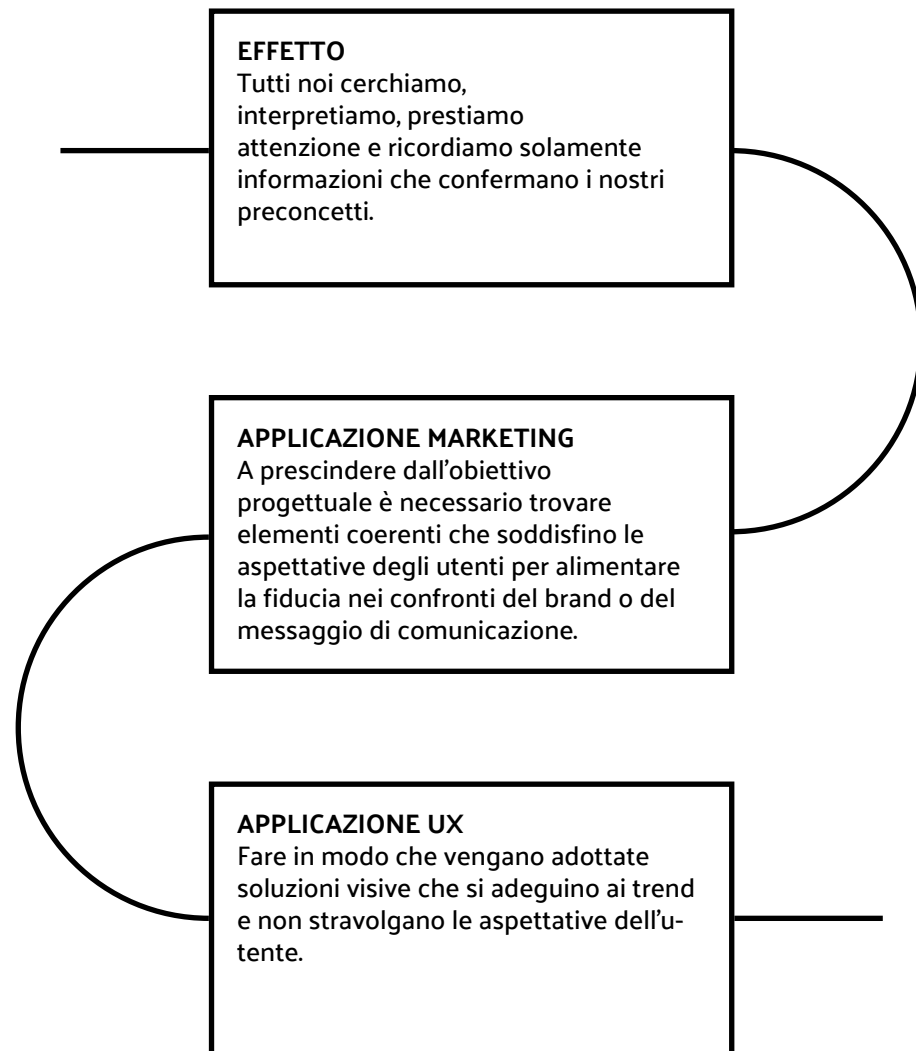 EFFETTO
Tutti noi cerchiamo,
interpretiamo, prestiamo
attenzione e ricordiamo solamente
informazioni che confermano i nostri
preconcetti.
APPLICAZIONE MARKETING
A prescindere dall'obiettivo
progettuale è necessario trovare
elementi coerenti che soddisfino le
aspettative degli utenti per alimentare
la fiducia nei confronti del brand o del
messaggio di comunicazione.
APPLICAZIONE UX
Fare in modo che vengano adottate
soluzioni visive che si adeguino ai trend
e non stravolgano le aspettative dell'u-
tente.